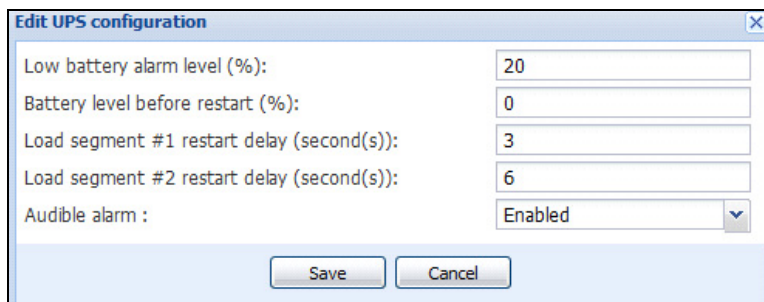 Edit UPS configuration
Low battery alarm level (%): 20
Battery level before restart (%): 0
Load segment #1 restart delay (second(s)): 3
Load segment #2 restart delay (second(s)): 6
Audible alarm : Enabled
Save Cancel